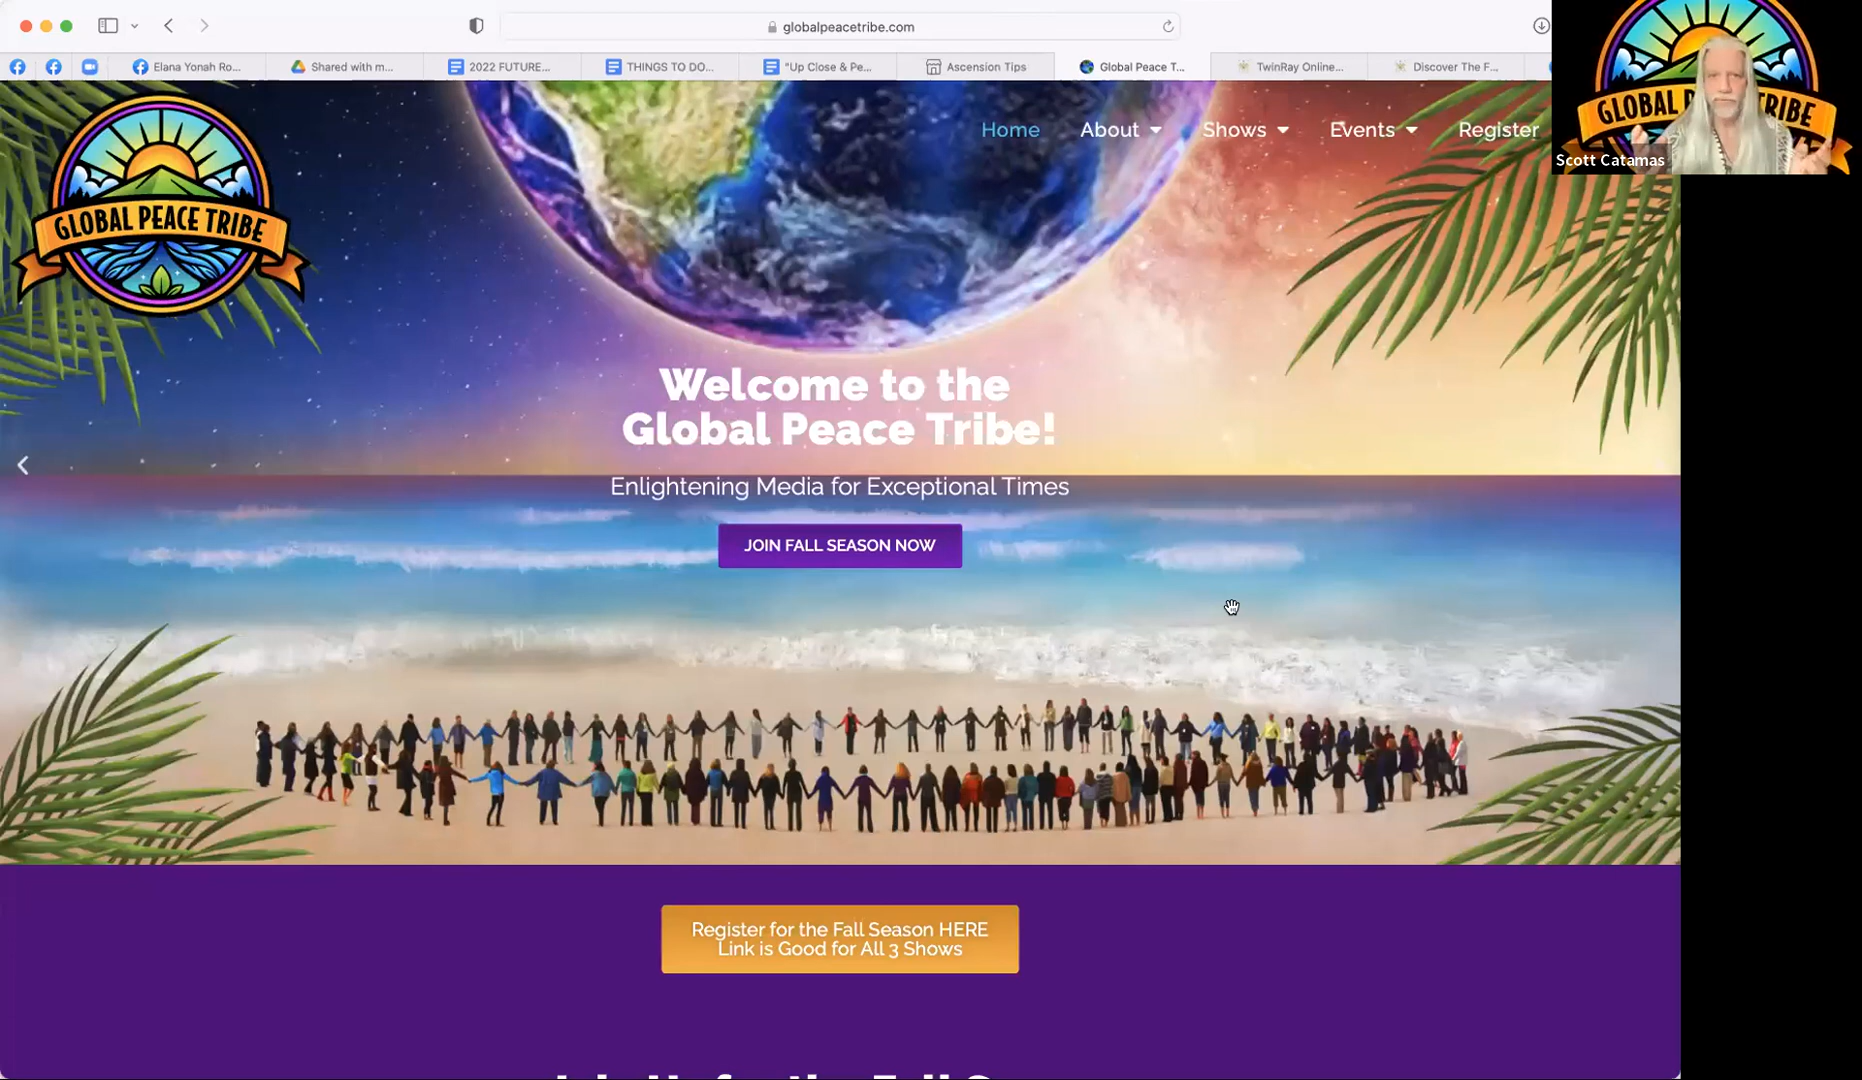 globalpeacetribe.com
Elana Yonah Ro...
Shared with m...
2022 FUTURE...
THINGS TO DO...
"Up Close & Pe...
Ascension Tips
Global Peace T...
TwinRay Online...
Discover The F...
GLOBAL PEACE TRIBE
Home
About
Shows
Events
Register
Scott Catamas
Welcome to the
Global Peace Tribe!
Enlightening Media for Exceptional Times
JOIN FALL SEASON NOW
Register for the Fall Season HERE
Link is Good for All 3 Shows